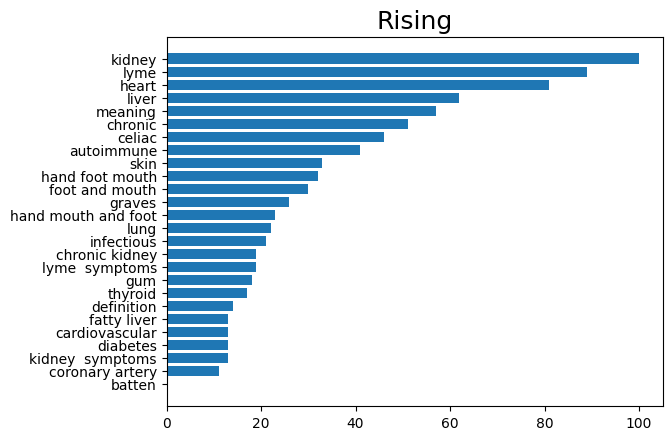 Rising
kidney
lyme
heart
liver
meaning
chronic
celiac
autoimmune
skin
hand foot mouth
foot and mouth
graves
hand mouth and foot
lung
infectious
chronic kidney
lyme  symptoms
gum
thyroid
definition
fatty liver
cardiovascular
diabetes
kidney  symptoms
coronary artery
batten
0 20 40 60 80 100